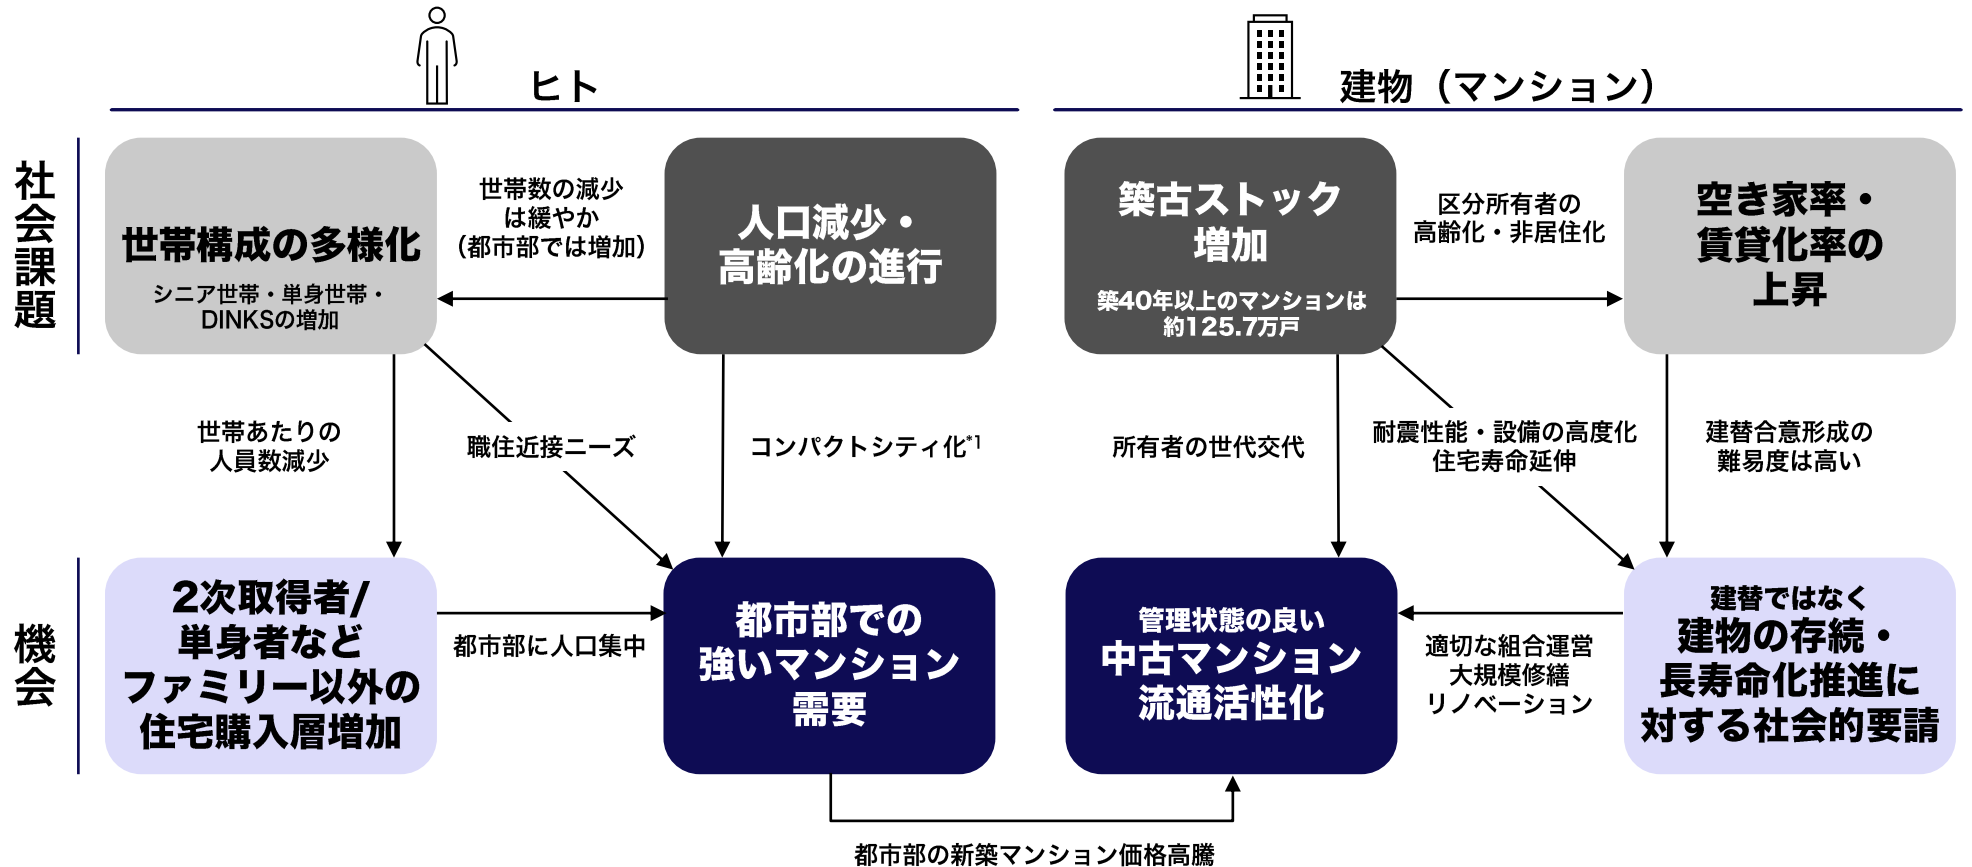 ヒト
建物（マンション）
社会課題
世帯構成の多様化
シニア世帯・単身世帯・
DINKSの増加
世帯数の減少
は緩やか
（都市部では増加）
人口減少・
高齢化の進行
築古ストック
増加
築40年以上のマンションは
約125.7万戸
区分所有者の
高齢化・非居住化
空き家率・
賃貸化率の
上昇
世帯あたりの
人員数減少
職住近接ニーズ
コンパクトシティ化*1
所有者の世代交代
耐震性能・設備の高度化
住宅寿命延伸
建替合意形成の
難易度は高い
機会
2次取得者/
単身者など
ファミリー以外の
住宅購入層増加
都市部に人口集中
都市部での
強いマンション
需要
管理状態の良い
中古マンション
流通活性化
適切な組合運営
大規模修繕
リノベーション
建替ではなく
建物の存続・
長寿命化推進に
対する社会的要請
都市部の新築マンション価格高騰